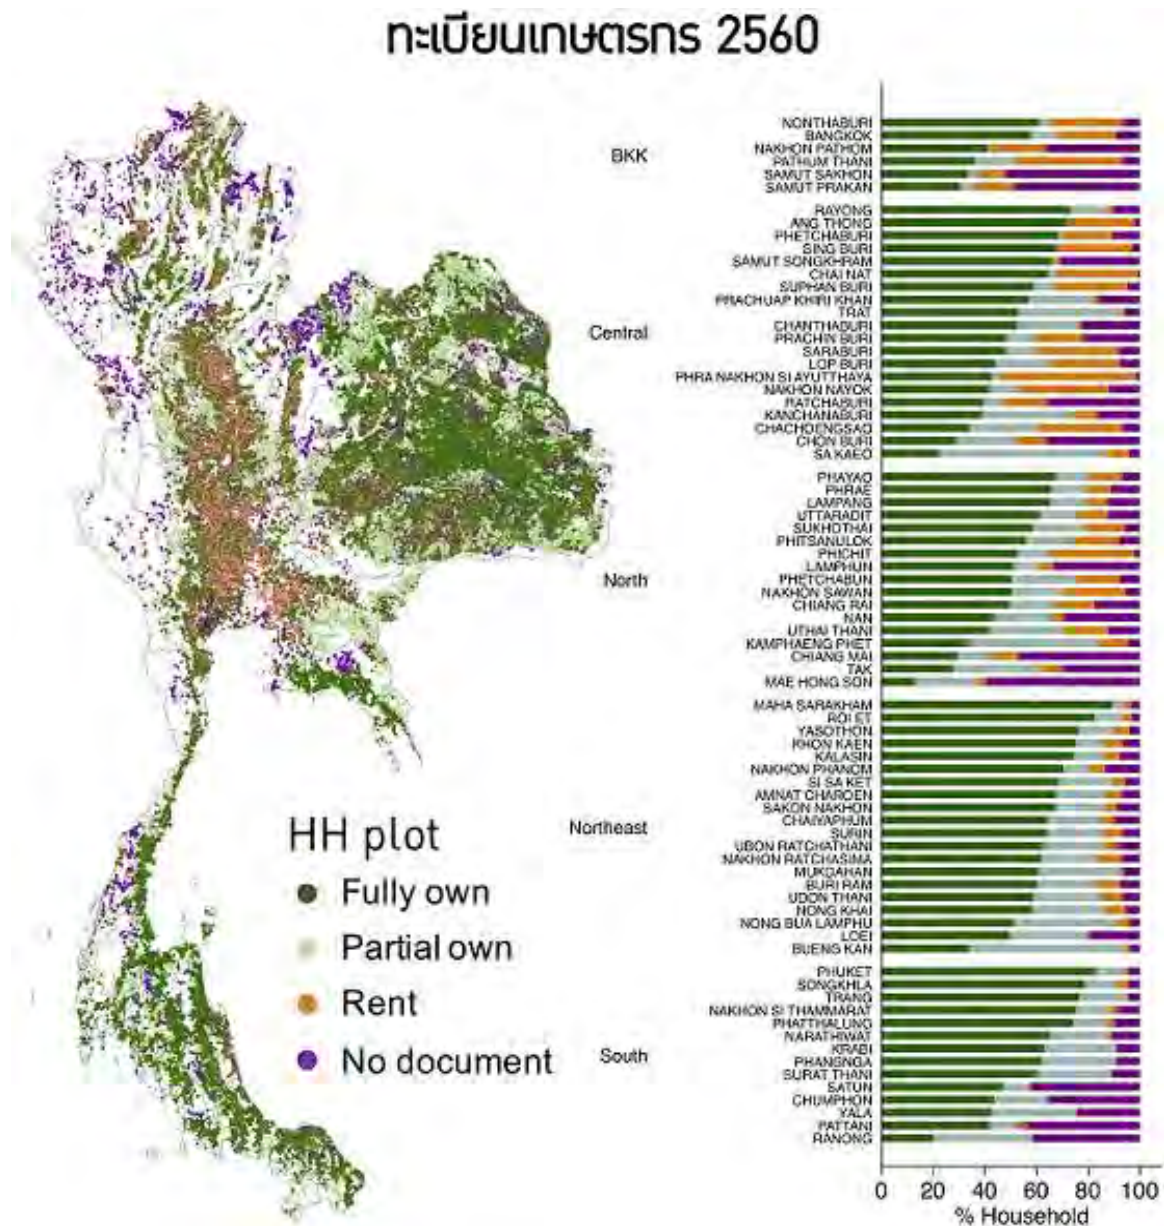 ทะเบียนเกษตรกร 2560
BKK
NONTHABURI
BANGKOK
NAKHON PATHOM
PATHUM THANI
SAMUT SAKHON
SAMUT PRAKAN
Central
RAYONG
ANG THONG
PHETCHABURI
SING BURI
SAMUT SONGKHRAM
CHAI NAT
SUPHAN BURI
PRACHUAP KHIRI KHAN
TRAT
CHANTHABURI
PRACHIN BURI
SARABURI
LOP BURI
PHRA NAKHON SI AYUTTHAYA
NAKHON NAYOK
RATCHABURI
KANCHANABURI
CHACHOENGSAO
CHON BURI
SA KAEO
North
PHAYAO
PHRAE
LAMPANG
UTTARADIT
SUKHOTHAI
PHITSANULOK
PHICHIT
LAMPHUN
PHETCHABUN
NAKHON SAWAN
CHIANG RAI
NAN
UTHAI THANI
KAMPHAENG PHET
CHIANG MAI
TAK
MAE HONG SON
Northeast
MAHA SARAKHAM
ROI ET
YASOTHON
KHON KAEN
KALASIN
NAKHON PHANOM
SI SA KET
AMNAT CHAROEN
SAKON NAKHON
CHAIYAPHUM
SURIN
UBON RATCHATHANI
NAKHON RATCHASIMA
MUKDAHAN
BURI RAM
UDON THANI
NONG KHAI
NONG BUA LAMPHU
LOEI
BUENG KAN
South
PHUKET
SONGKHLA
TRANG
NAKHON SI THAMMARAT
PHATTHALUNG
NARATHIWAT
KRABI
PHANGNGA
SURAT THANI
SATUN
CHUMPHON
YALA
PATTANI
RANONG
0 20 40 60 80 100
% Household
HH plot
Fully own
Partial own
Rent
No document